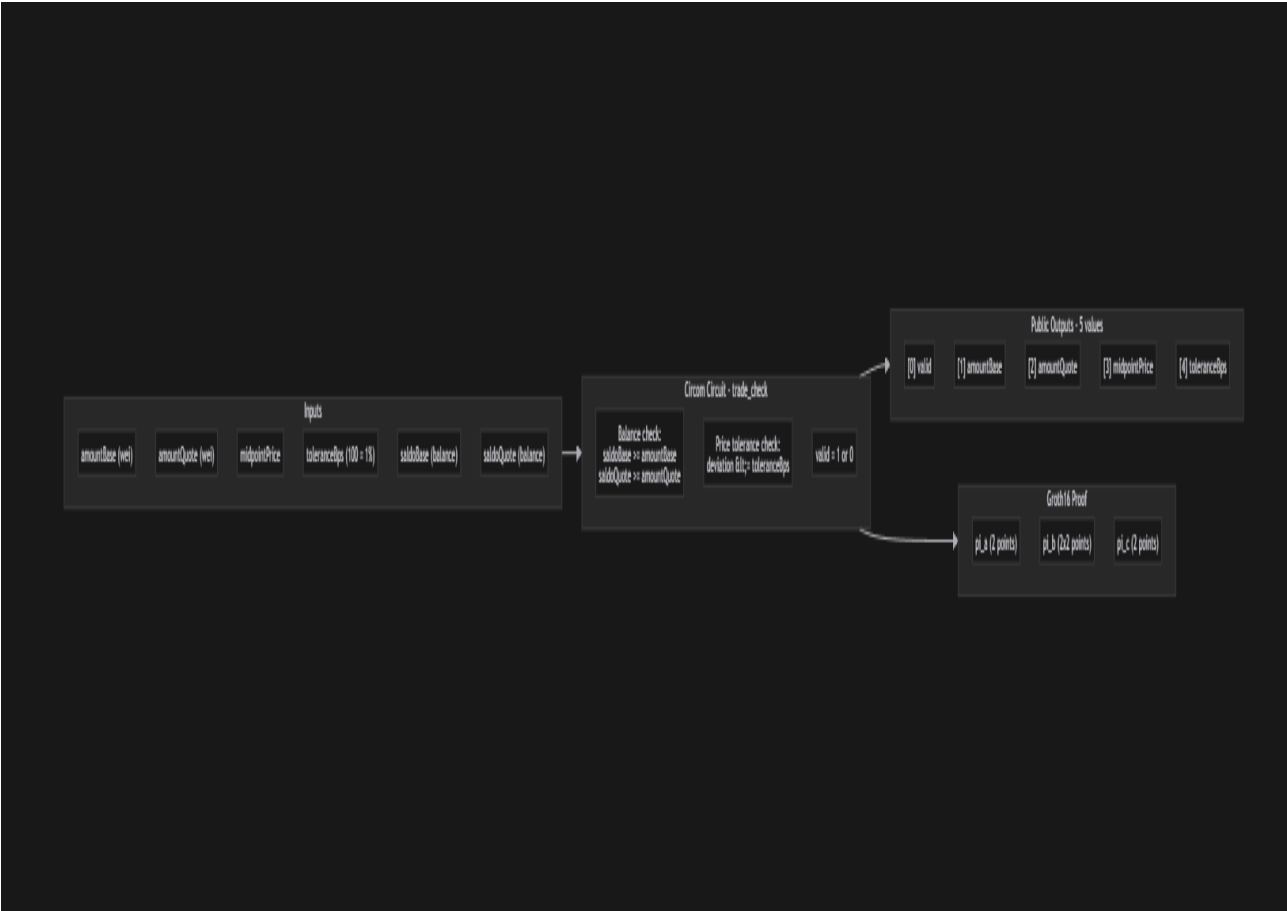 Inputs
amountBase (wei)
amountQuote (wei)
midpointPrice
toleranceBps (100 = 1%)
saldoBase (balance)
saldoQuote (balance)
Circom Circuit - trade_check
Balance check:
saldoBase >= amountBase
saldoQuote >= amountQuote
Price tolerance check:
deviation &lt;= toleranceBps
valid = 1 or 0
Public Outputs - 5 values
[0] valid
[1] amountBase
[2] amountQuote
[3] midpointPrice
[4] toleranceBps
Groth16 Proof
pi_a (2 points)
pi_b (2x2 points)
pi_c (2 points)